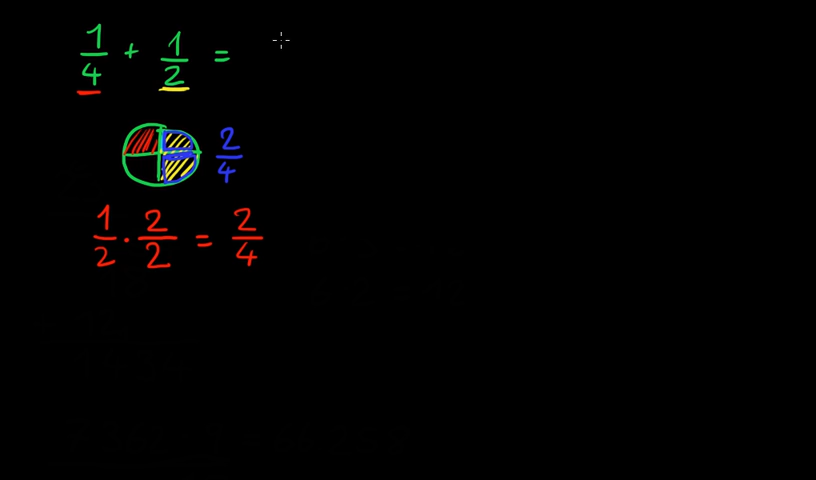 1/4 + 1/2 =
2/4
1/2 · 2/2 = 2/4